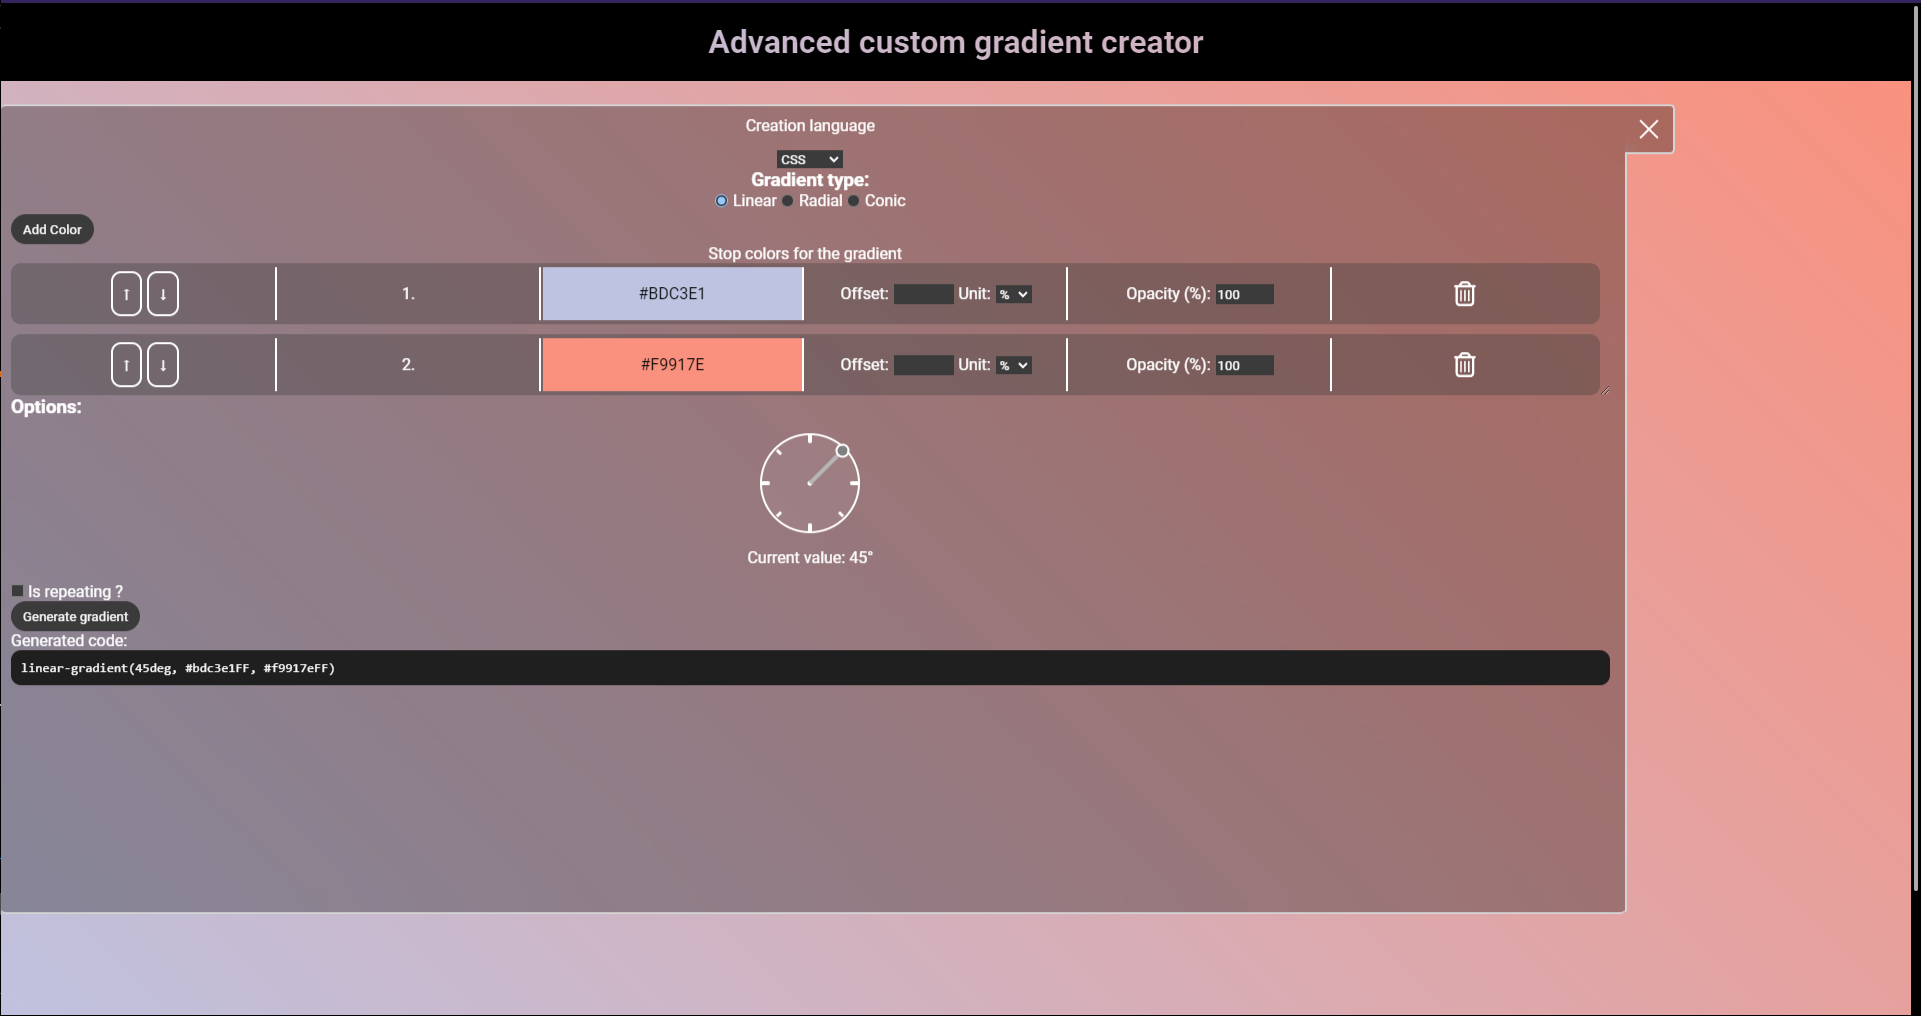 Advanced custom gradient creator
Creation language
CSS
Gradient type:
Linear Radial Conic
Add Color
Stop colors for the gradient
↑ ↓ 1. #BDC3E1 Offset: Unit: % Opacity (%): 100
↑ ↓ 2. #F9917E Offset: Unit: % Opacity (%): 100
Options:
Current value: 45°
Is repeating ?
Generate gradient
Generated code:
linear-gradient(45deg, #bdc3e1FF, #f9917eFF)